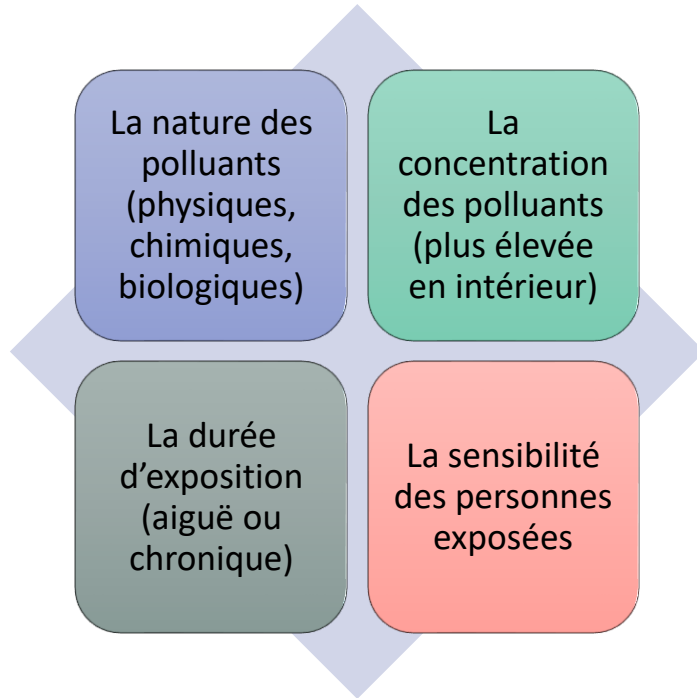 La nature des
polluants
(physiques,
chimiques,
biologiques)
La
concentration
des polluants
(plus élevée
en intérieur)
La durée
d’exposition
(aiguë ou
chronique)
La sensibilité
des personnes
exposées